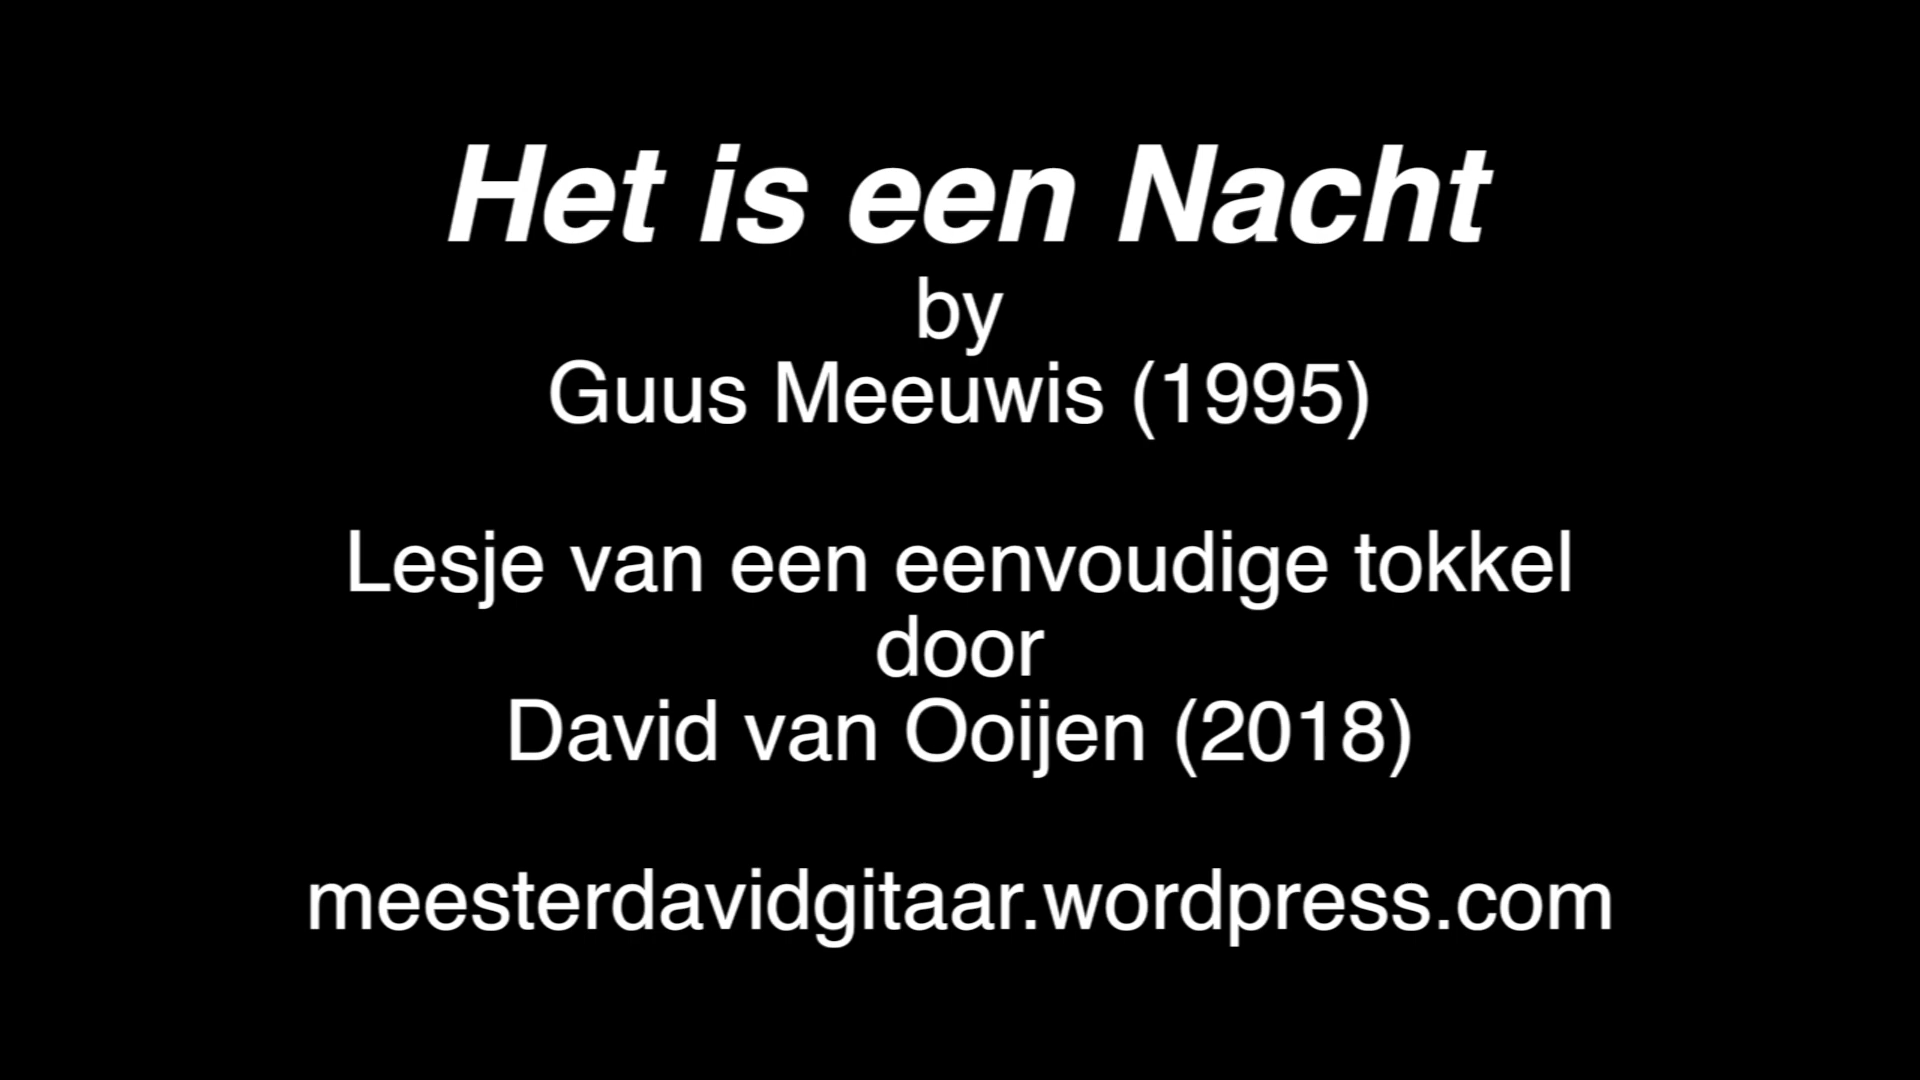 Het is een Nacht
by
Guus Meeuwis (1995)
Lesje van een eenvoudige tokkel
door
David van Ooijen (2018)
meesterdavidgitaar.wordpress.com